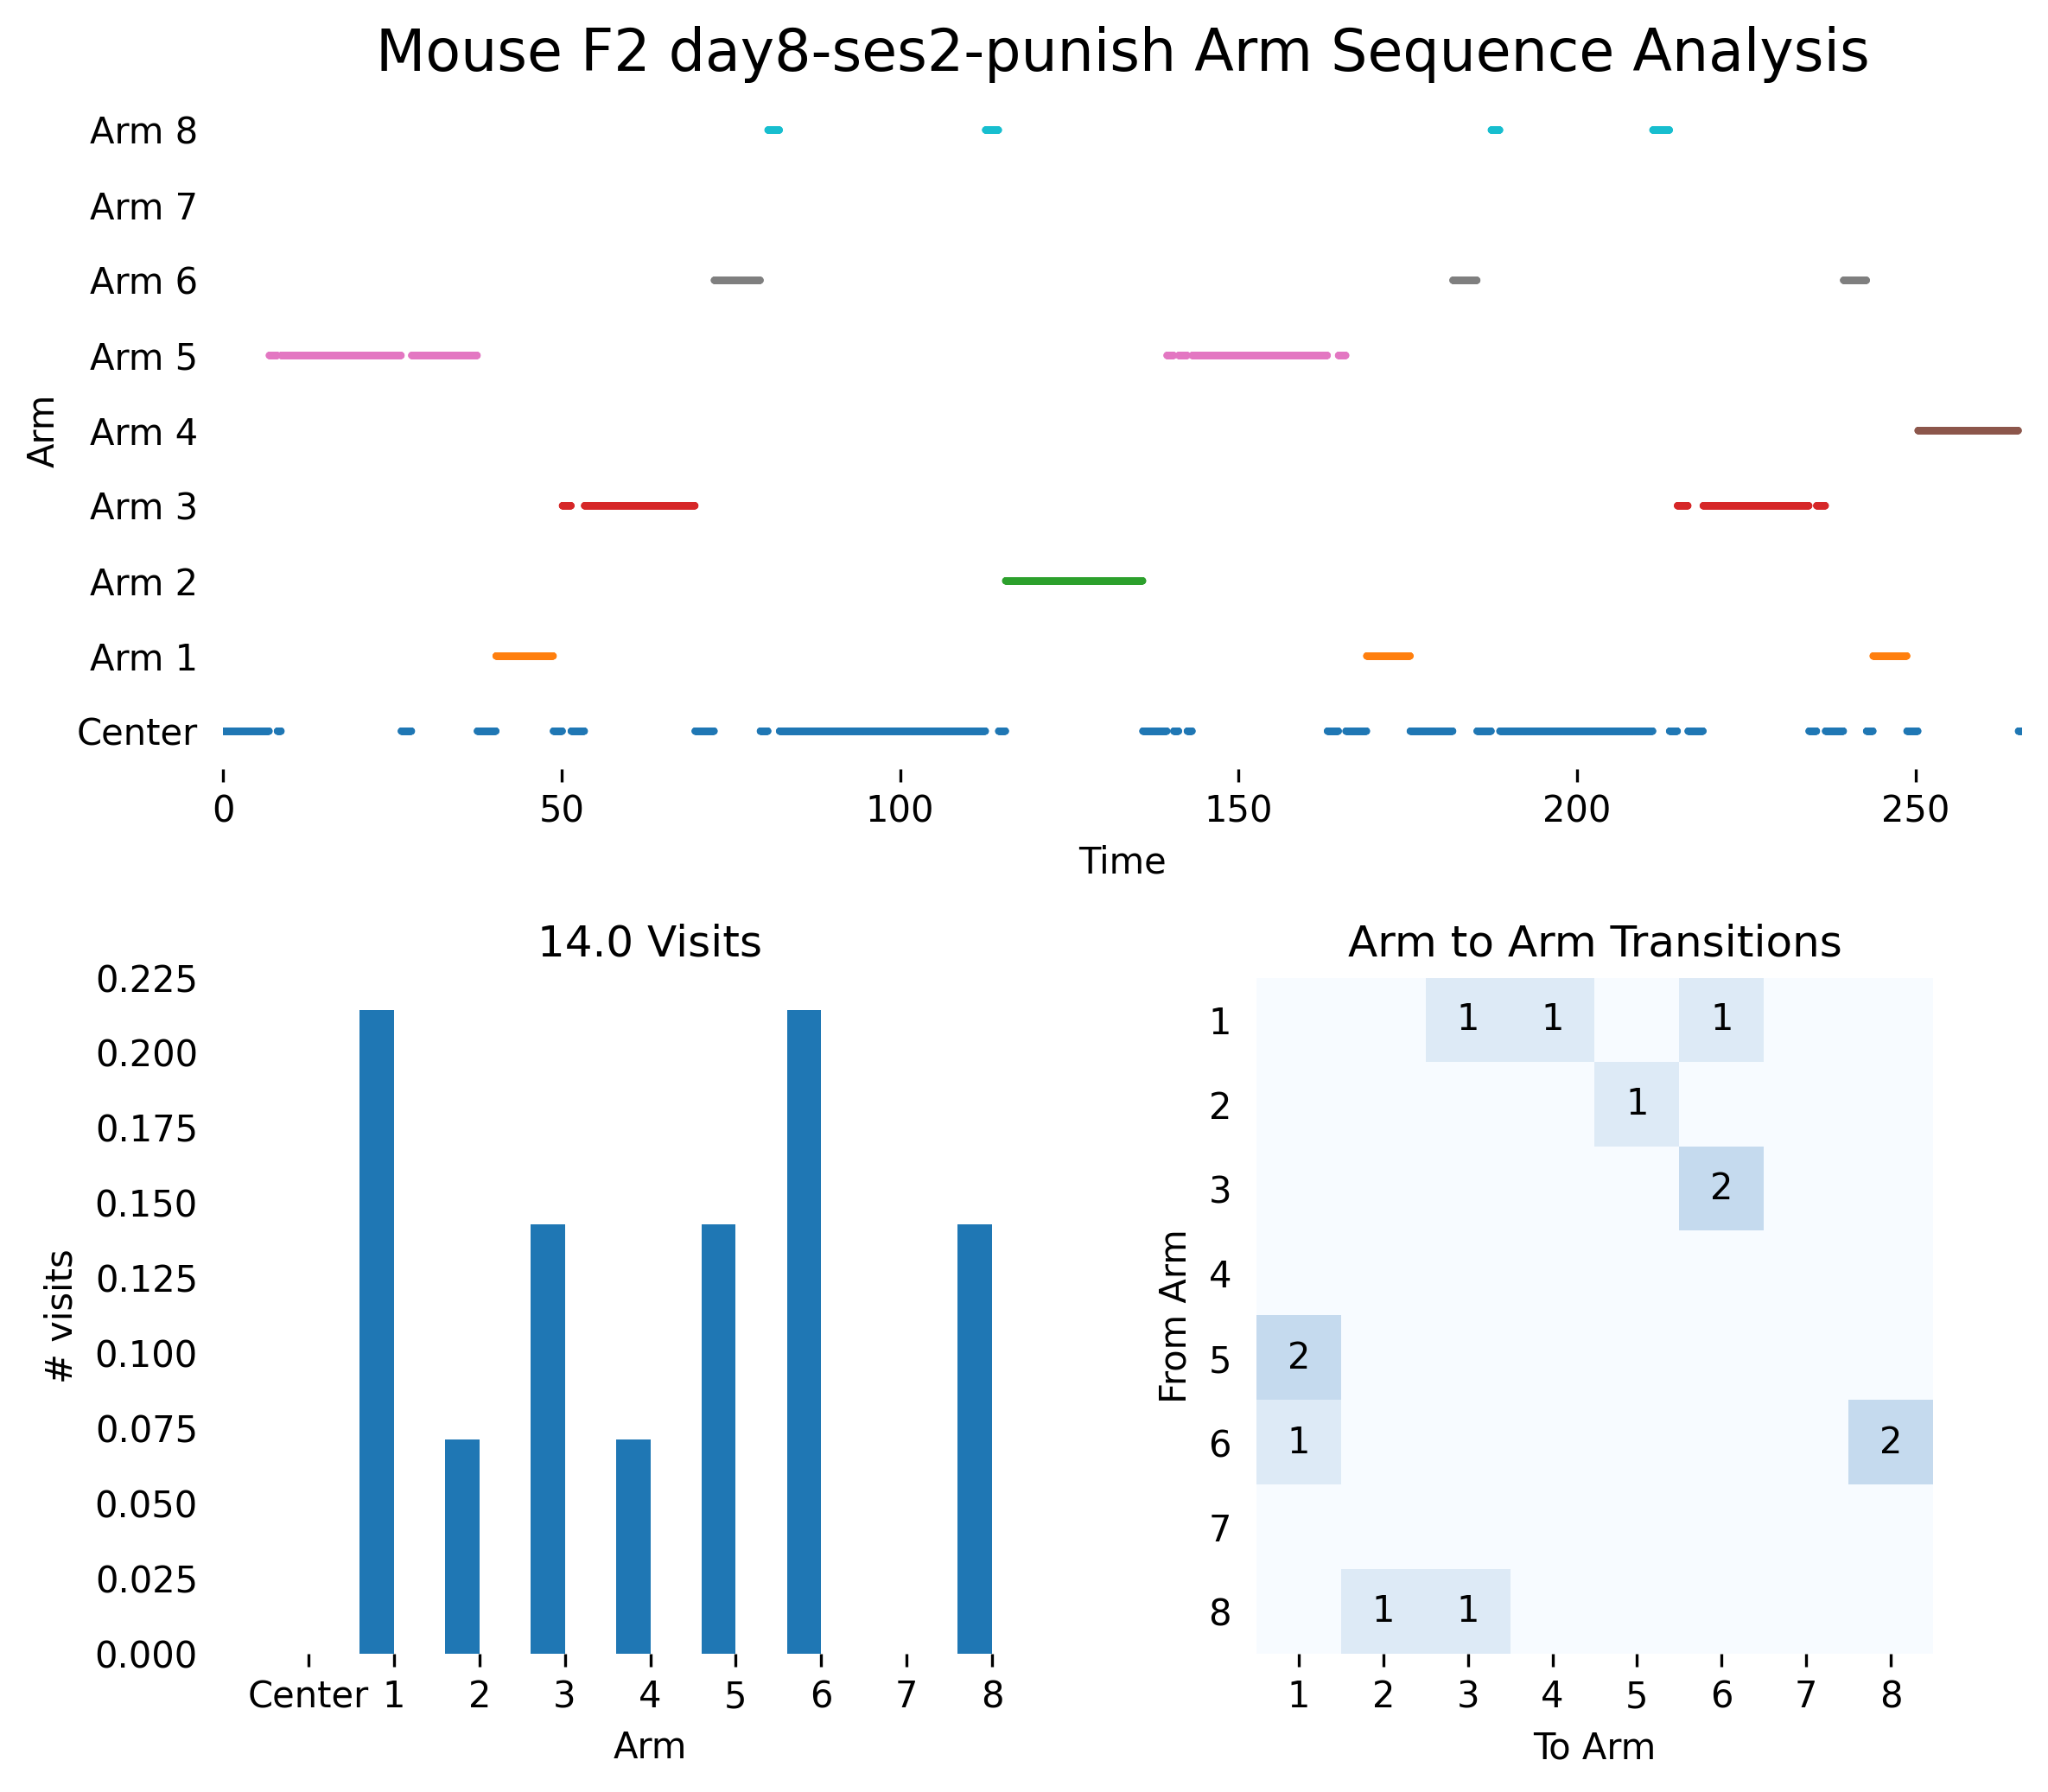 Mouse F2 day8-ses2-punish Arm Sequence Analysis
Arm 8
Arm 7
Arm 6
Arm 5
Arm 4
Arm 3
Arm 2
Arm 1
Center
Arm
0 50 100 150 200 250
Time
14.0 Visits
0.225
0.200
0.175
0.150
0.125
0.100
0.075
0.050
0.025
0.000
# visits
Center 1 2 3 4 5 6 7 8
Arm
Arm to Arm Transitions
1 1 1 1
2 1
3 2
4
5 2
6 1 2
7
8 1 1
From Arm
1 2 3 4 5 6 7 8
To Arm